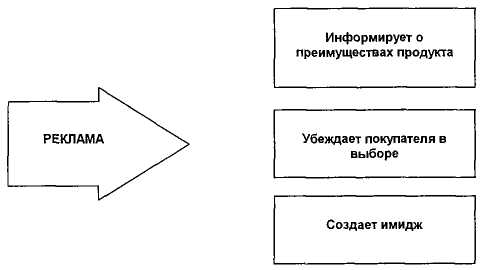 Информирует о
преимуществах продукта
РЕКЛАМА
Убеждает покупателя в
выборе
Создает имидж